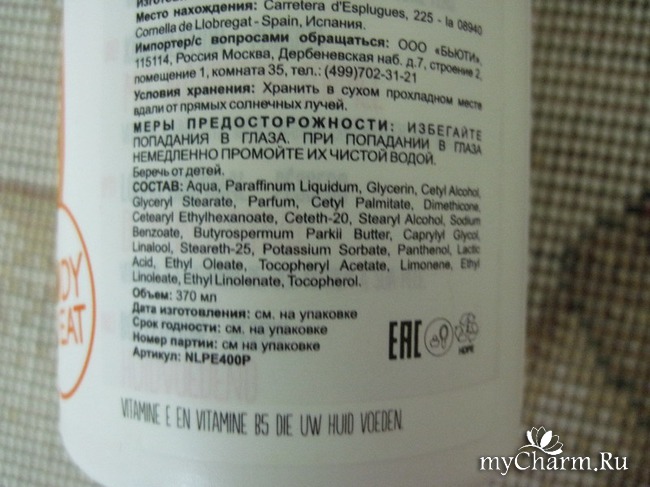 Место нахождения: Carretera d'Esplugues, 225 - la 08940
Cornella de Llobregat - Spain, Испания.
Импортер/с вопросами обращаться: ООО «БЬЮТИ»,
115114, Россия Москва, Дербеневская наб. д.7, строение 2,
помещение 1, комната 35, тел.: (499)702-31-21
Условия хранения: Хранить в сухом прохладном месте
вдали от прямых солнечных лучей.
МЕРЫ ПРЕДОСТОРОЖНОСТИ: ИЗБЕГАЙТЕ
ПОПАДАНИЯ В ГЛАЗА. ПРИ ПОПАДАНИИ В ГЛАЗА
НЕМЕДЛЕННО ПРОМОЙТЕ ИХ ЧИСТОЙ ВОДОЙ.
Беречь от детей.
СОСТАВ: Aqua, Paraffinum Liquidum, Glycerin, Cetyl Alcohol,
Glyceryl Stearate, Parfum, Cetyl Palmitate, Dimethicone,
Cetearyl Ethylhexanoate, Ceteth-20, Stearyl Alcohol, Sodium
Benzoate, Butyrospermum Parkii Butter, Caprylyl Glycol,
Linalool, Steareth-25, Potassium Sorbate, Panthenol, Lactic
Acid, Ethyl Oleate, Tocopheryl Acetate, Limonene, Ethyl
Linoleate, Ethyl Linolenate, Tocopherol.
Объем: 370 мл
Дата изготовления: см. на упаковке
Срок годности: см. на упаковке
Номер партии: см на упаковке
Артикул: NLPE400P
EAC
HDPE
VITAMINE E EN VITAMINE B5 DIE UW HUID VOEDEN.
myCharm.Ru